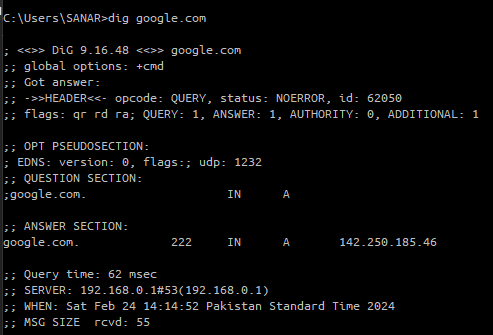 C:\Users\SANAR>dig google.com
; <<>> DiG 9.16.48 <<>> google.com
;; global options: +cmd
;; Got answer:
;; ->>HEADER<<- opcode: QUERY, status: NOERROR, id: 62050
;; flags: qr rd ra; QUERY: 1, ANSWER: 1, AUTHORITY: 0, ADDITIONAL: 1
;; OPT PSEUDOSECTION:
; EDNS: version: 0, flags:; udp: 1232
;; QUESTION SECTION:
;google.com. IN A
;; ANSWER SECTION:
google.com. 222 IN A 142.250.185.46
;; Query time: 62 msec
;; SERVER: 192.168.0.1#53(192.168.0.1)
;; WHEN: Sat Feb 24 14:14:52 Pakistan Standard Time 2024
;; MSG SIZE rcvd: 55